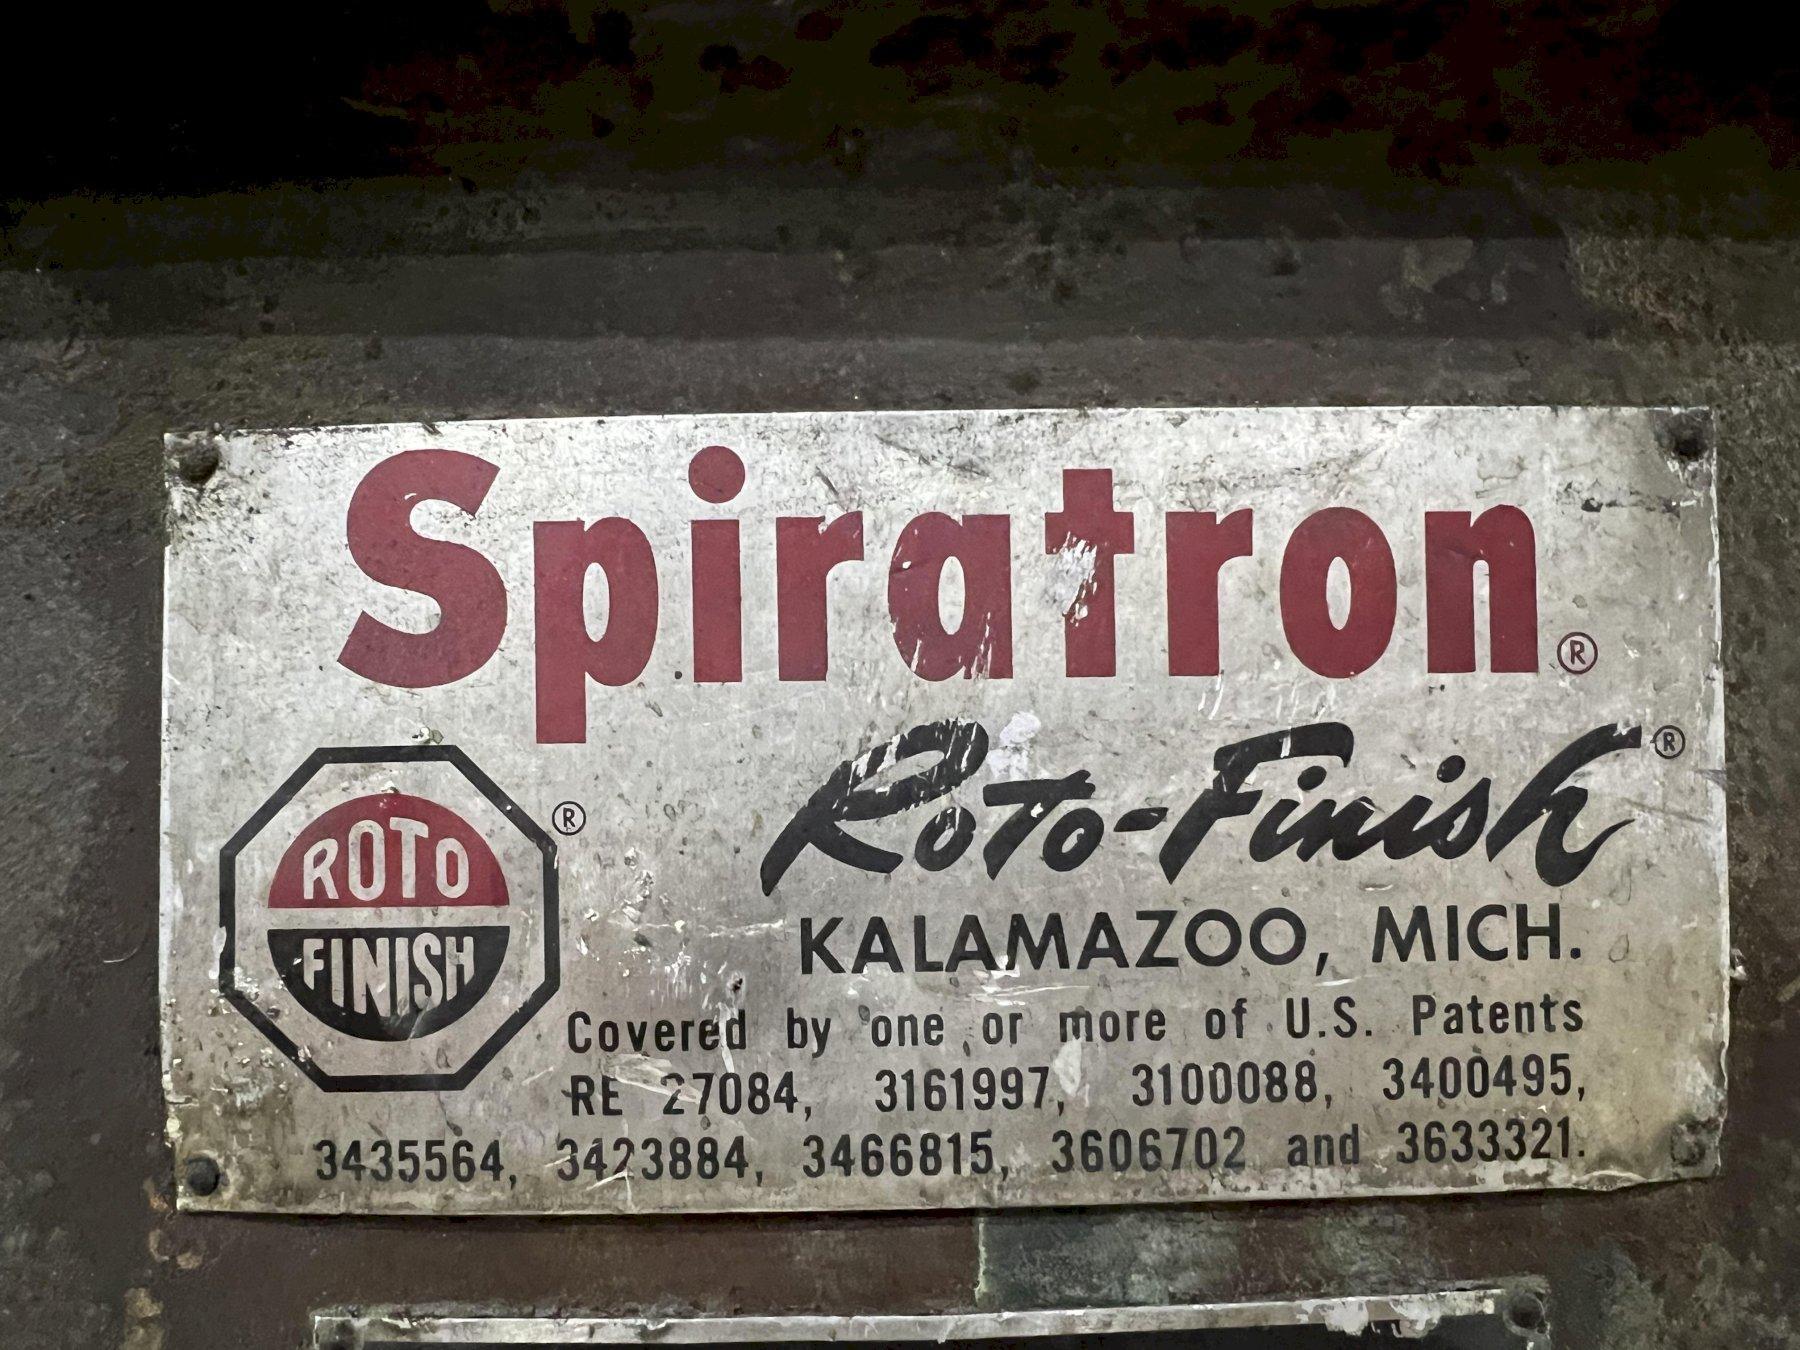 Spiratron®
Roto-Finish®
ROTO
FINISH
®
KALAMAZOO, MICH.
Covered by one or more of U.S. Patents
RE 27084, 3161997, 3100088, 3400495,
3435564, 3423884, 3466815, 3606702 and 3633321.